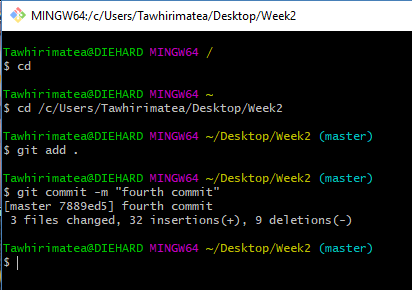 MINGW64:/c/Users/Tawhirimatea/Desktop/Week2
Tawhirimatea@DIEHARD MINGW64 /
$ cd
Tawhirimatea@DIEHARD MINGW64 ~
$ cd /c/Users/Tawhirimatea/Desktop/Week2
Tawhirimatea@DIEHARD MINGW64 ~/Desktop/Week2 (master)
$ git add .
Tawhirimatea@DIEHARD MINGW64 ~/Desktop/Week2 (master)
$ git commit -m "fourth commit"
[master 7889ed5] fourth commit
 3 files changed, 32 insertions(+), 9 deletions(-)
Tawhirimatea@DIEHARD MINGW64 ~/Desktop/Week2 (master)
$